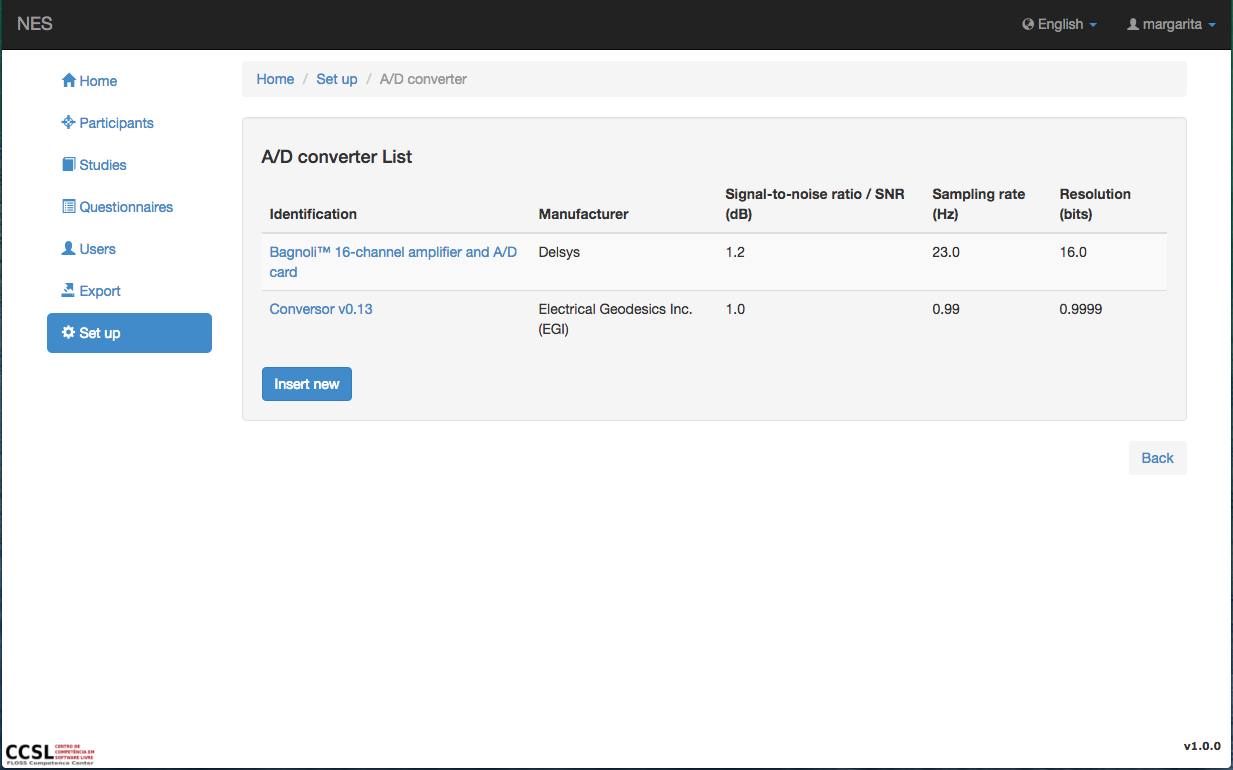 NES
English
margarita
Home
Participants
Studies
Questionnaires
Users
Export
Set up
Home / Set up / A/D converter
A/D converter List
Identification
Manufacturer
Signal-to-noise ratio / SNR
(dB)
Sampling rate
(Hz)
Resolution
(bits)
Bagnoli™ 16-channel amplifier and A/D
card
Delsys
1.2
23.0
16.0
Conversor v0.13
Electrical Geodesics Inc.
(EGI)
1.0
0.99
0.9999
Insert new
Back
CCSL
CENTRO DE
COMPETÊNCIA EM
SOFTWARE LIVRE
FLOSS Competence Center
v1.0.0